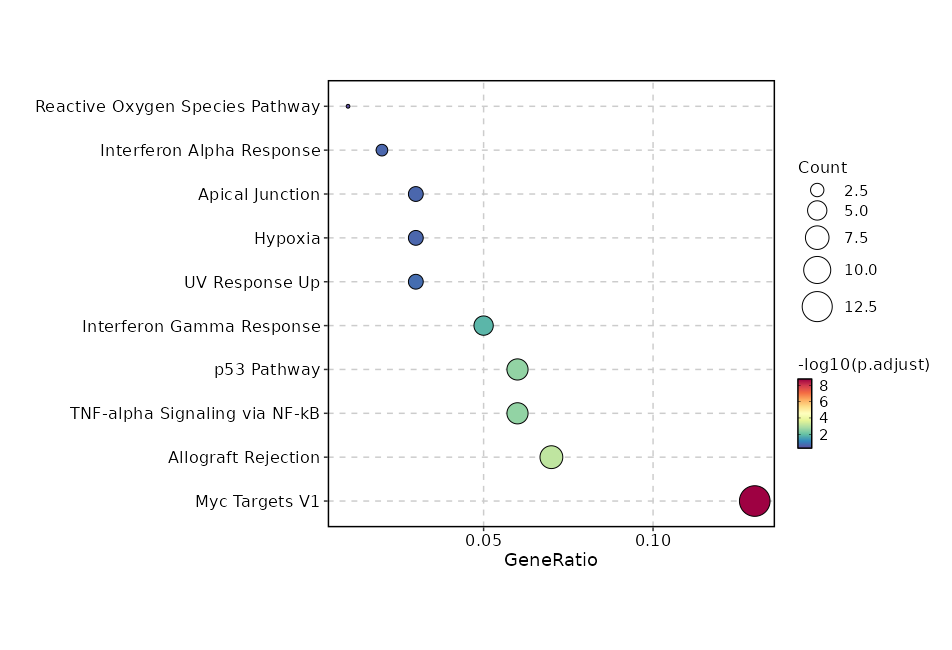 Reactive Oxygen Species Pathway
Interferon Alpha Response
Apical Junction
Hypoxia
UV Response Up
Interferon Gamma Response
p53 Pathway
TNF-alpha Signaling via NF-kB
Allograft Rejection
Myc Targets V1
0.05
0.10
GeneRatio
Count
2.5
5.0
7.5
10.0
12.5
-log10(p.adjust)
8
6
4
2